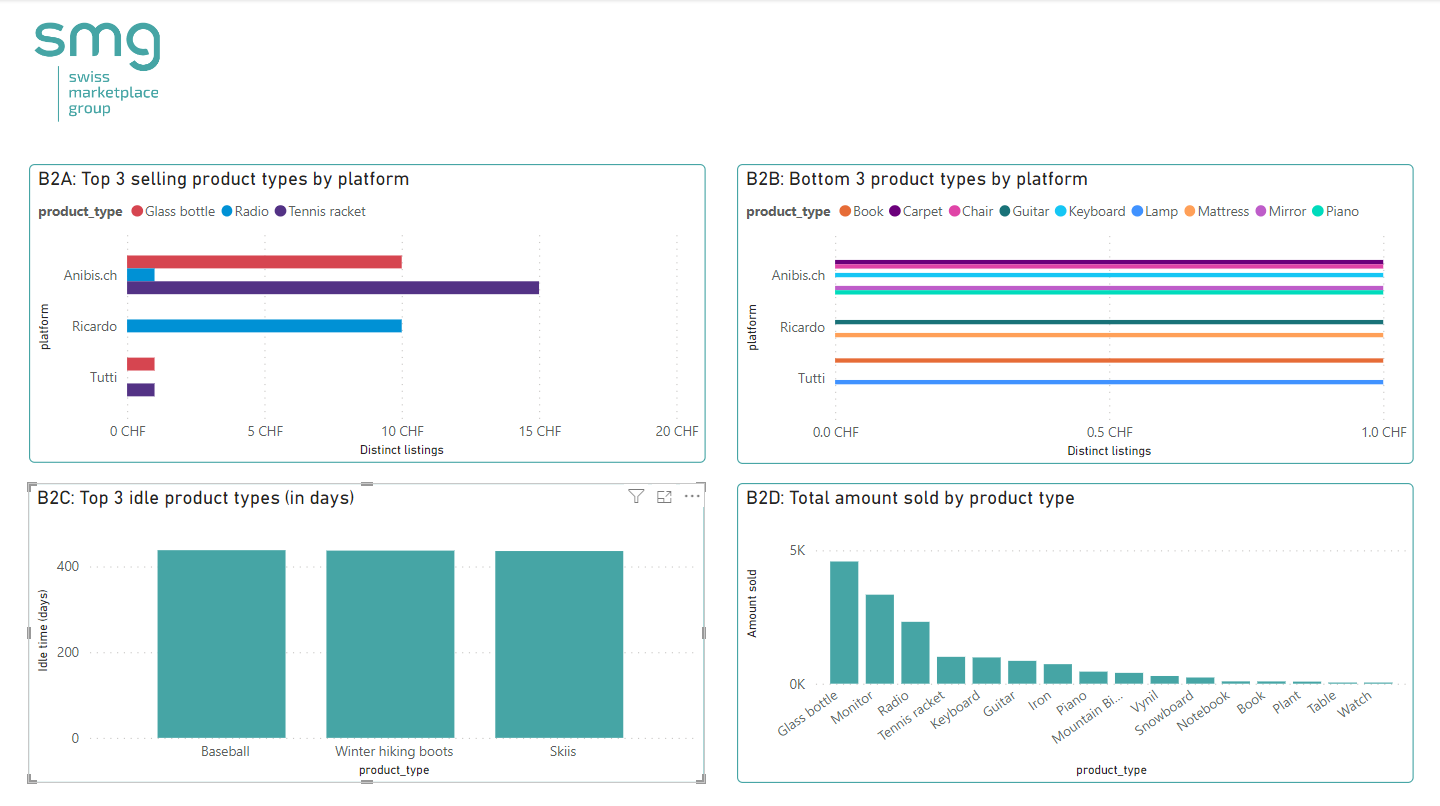 smg
swiss
marketplace
group
B2A: Top 3 selling product types by platform
product_type Glass bottle Radio Tennis racket
platform
Anibis.ch
Ricardo
Tutti
0 CHF 5 CHF 10 CHF 15 CHF 20 CHF
Distinct listings
B2B: Bottom 3 product types by platform
product_type Book Carpet Chair Guitar Keyboard Lamp Mattress Mirror Piano
platform
Anibis.ch
Ricardo
Tutti
0.0 CHF 0.5 CHF 1.0 CHF
Distinct listings
B2C: Top 3 idle product types (in days)
Idle time (days)
400
200
0
Baseball Winter hiking boots Skiis
product_type
B2D: Total amount sold by product type
Amount sold
5K
0K
Glass bottle Monitor Radio Tennis racket Keyboard Guitar Iron Piano Mountain Bi... Vynil Snowboard Notebook Book Plant Table Watch
product_type